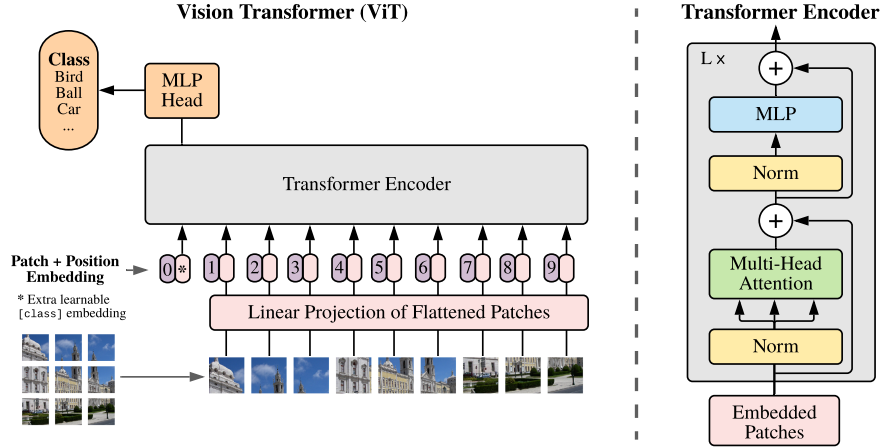 Vision Transformer (ViT)
Class
Bird
Ball
Car
...
MLP
Head
Transformer Encoder
Patch + Position
Embedding
0 * 1 2 3 4 5 6 7 8 9
* Extra learnable
[class] embedding
Linear Projection of Flattened Patches
Transformer Encoder
L ×
+
MLP
Norm
+
Multi-Head
Attention
Norm
Embedded
Patches